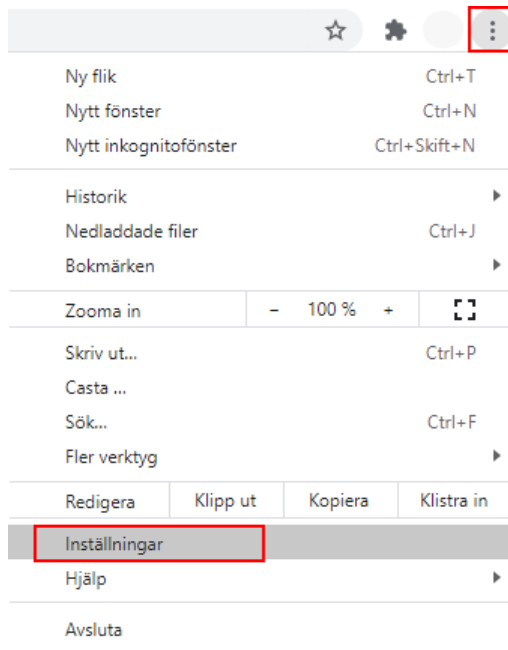 Ny flik Ctrl+T
Nytt fönster Ctrl+N
Nytt inkognitofönster Ctrl+Skift+N
Historik
Nedladdade filer Ctrl+J
Bokmärken
Zooma in - 100 % +
Skriv ut... Ctrl+P
Casta ...
Sök... Ctrl+F
Fler verktyg
Redigera Klipp ut Kopiera Klistra in
Inställningar
Hjälp
Avsluta